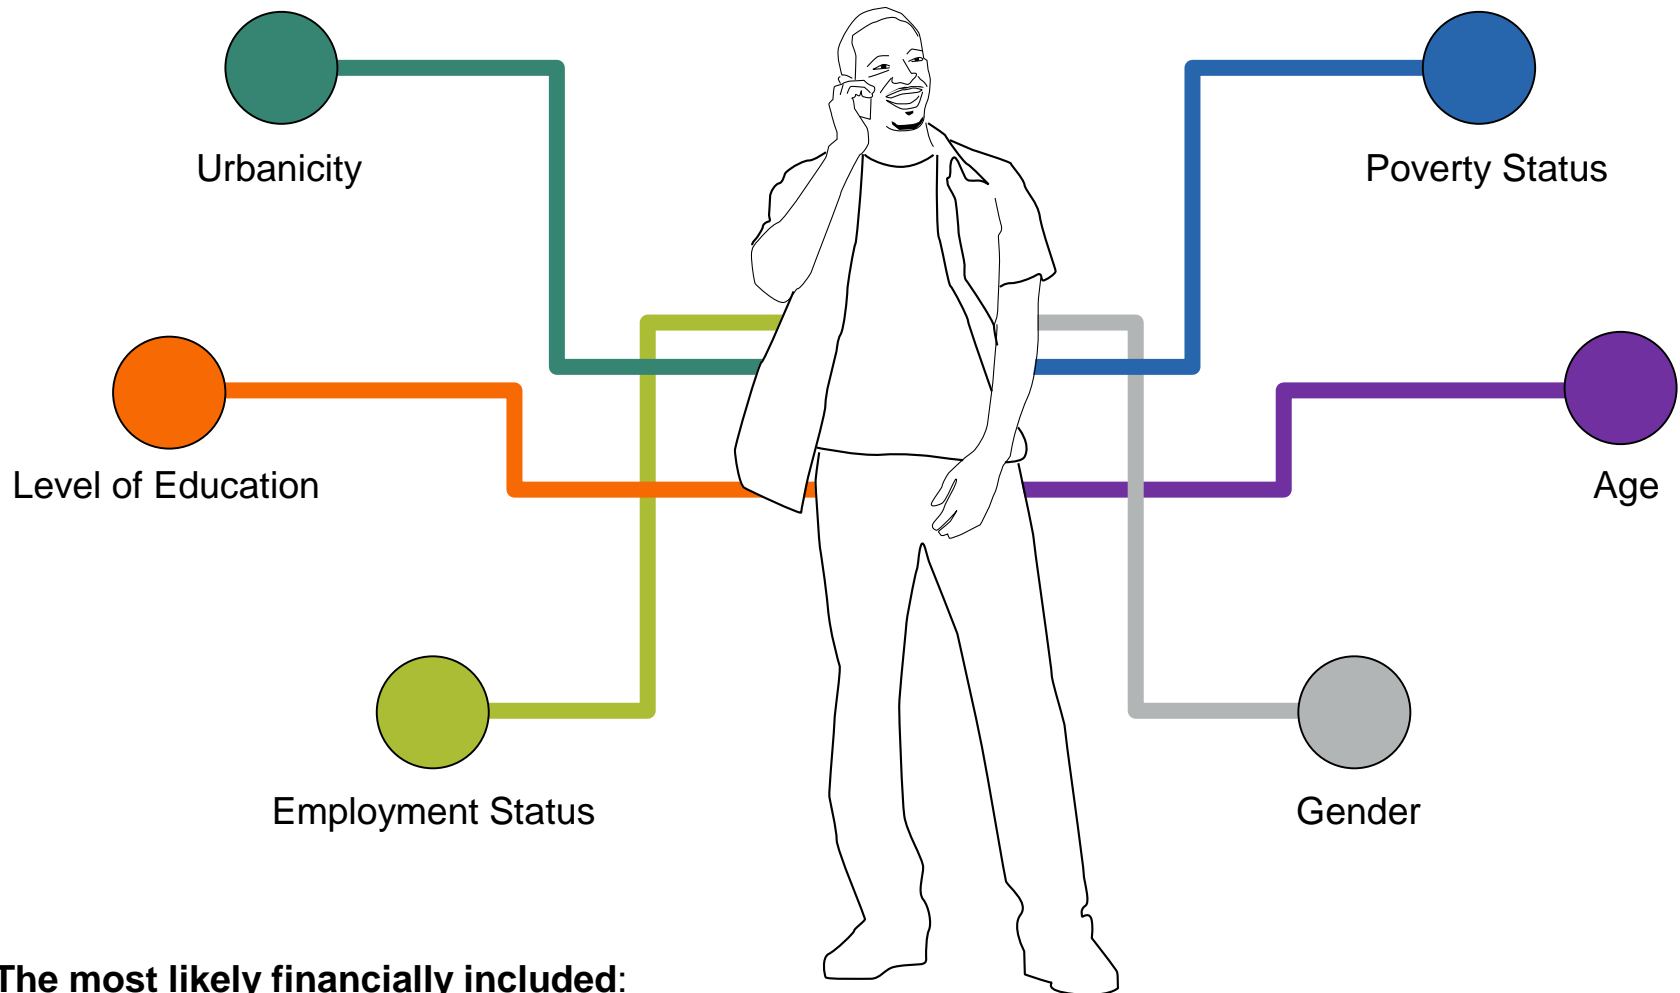 Urbanicity
Poverty Status
Level of Education
Age
Employment Status
Gender
The most likely financially included: